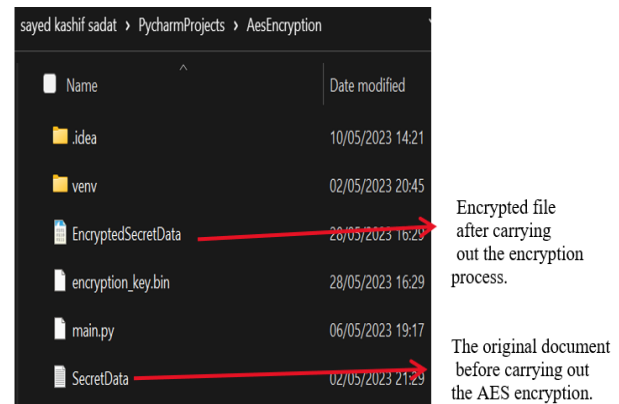 sayed kashif sadat › PycharmProjects › AesEncryption
Name Date modified
.idea 10/05/2023 14:21
venv 02/05/2023 20:45
EncryptedSecretData 28/05/2023 16:29
encryption_key.bin 28/05/2023 16:29
main.py 06/05/2023 19:17
SecretData 02/05/2023 21:29
Encrypted file
after carrying
out the encryption
process.
The original document
before carrying out
the AES encryption.